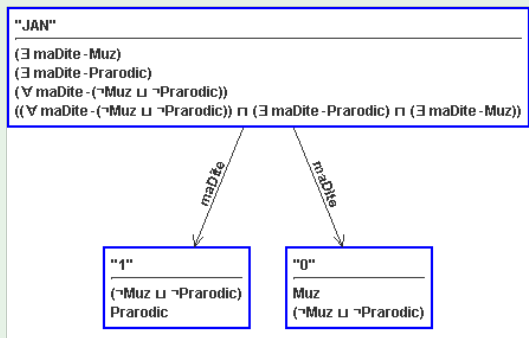 "JAN"
(∃ maDite - Muz)
(∃ maDite - Prarodic)
(∀ maDite - (¬Muz ⊔ ¬Prarodic))
((∀ maDite - (¬Muz ⊔ ¬Prarodic)) ⊓ (∃ maDite - Prarodic) ⊓ (∃ maDite - Muz))
maDite
maDite
"1"
(¬Muz ⊔ ¬Prarodic)
Prarodic
"0"
Muz
(¬Muz ⊔ ¬Prarodic)